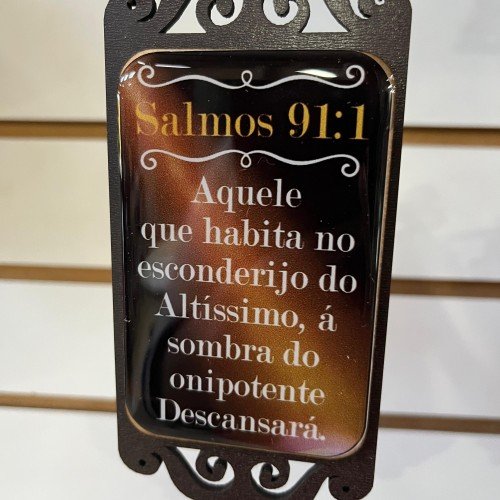 Salmos 91:1
Aquele
que habita no
esconderijo do
Altíssimo, á
sombra do
onipotente
Descansará.